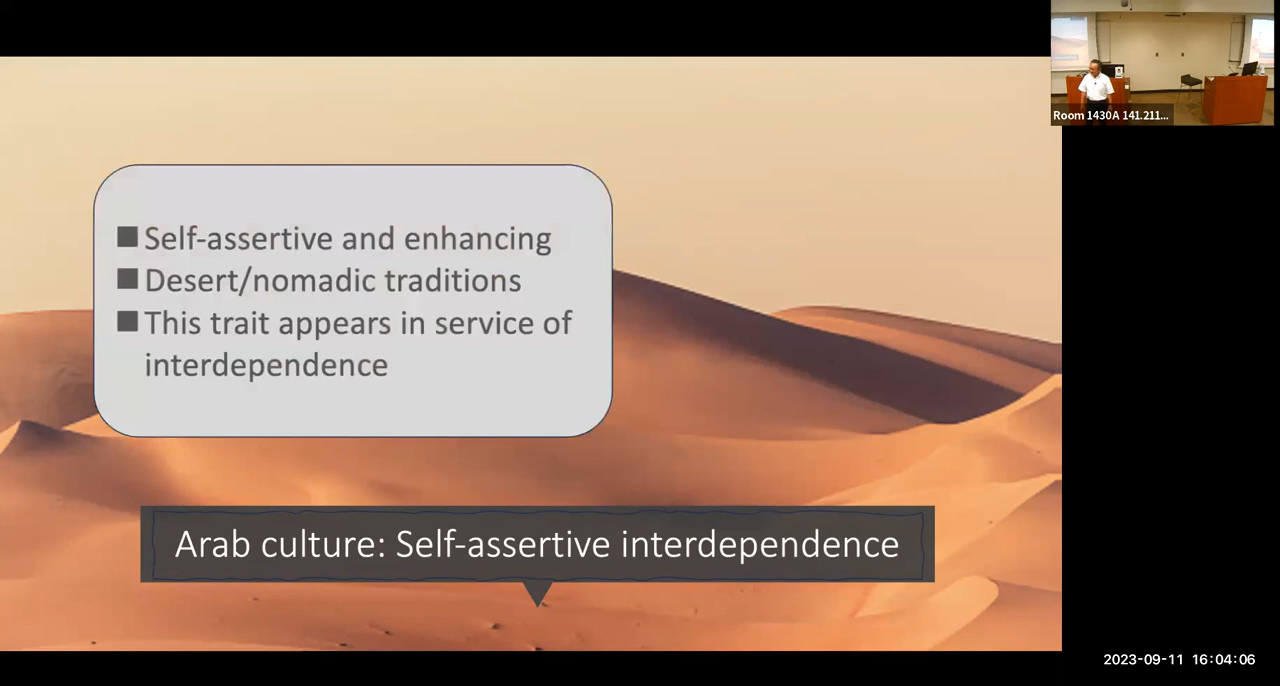 Room 1430A 141.211...
■ Self-assertive and enhancing
■ Desert/nomadic traditions
■ This trait appears in service of
interdependence
Arab culture: Self-assertive interdependence
2023-09-11 16:04:06